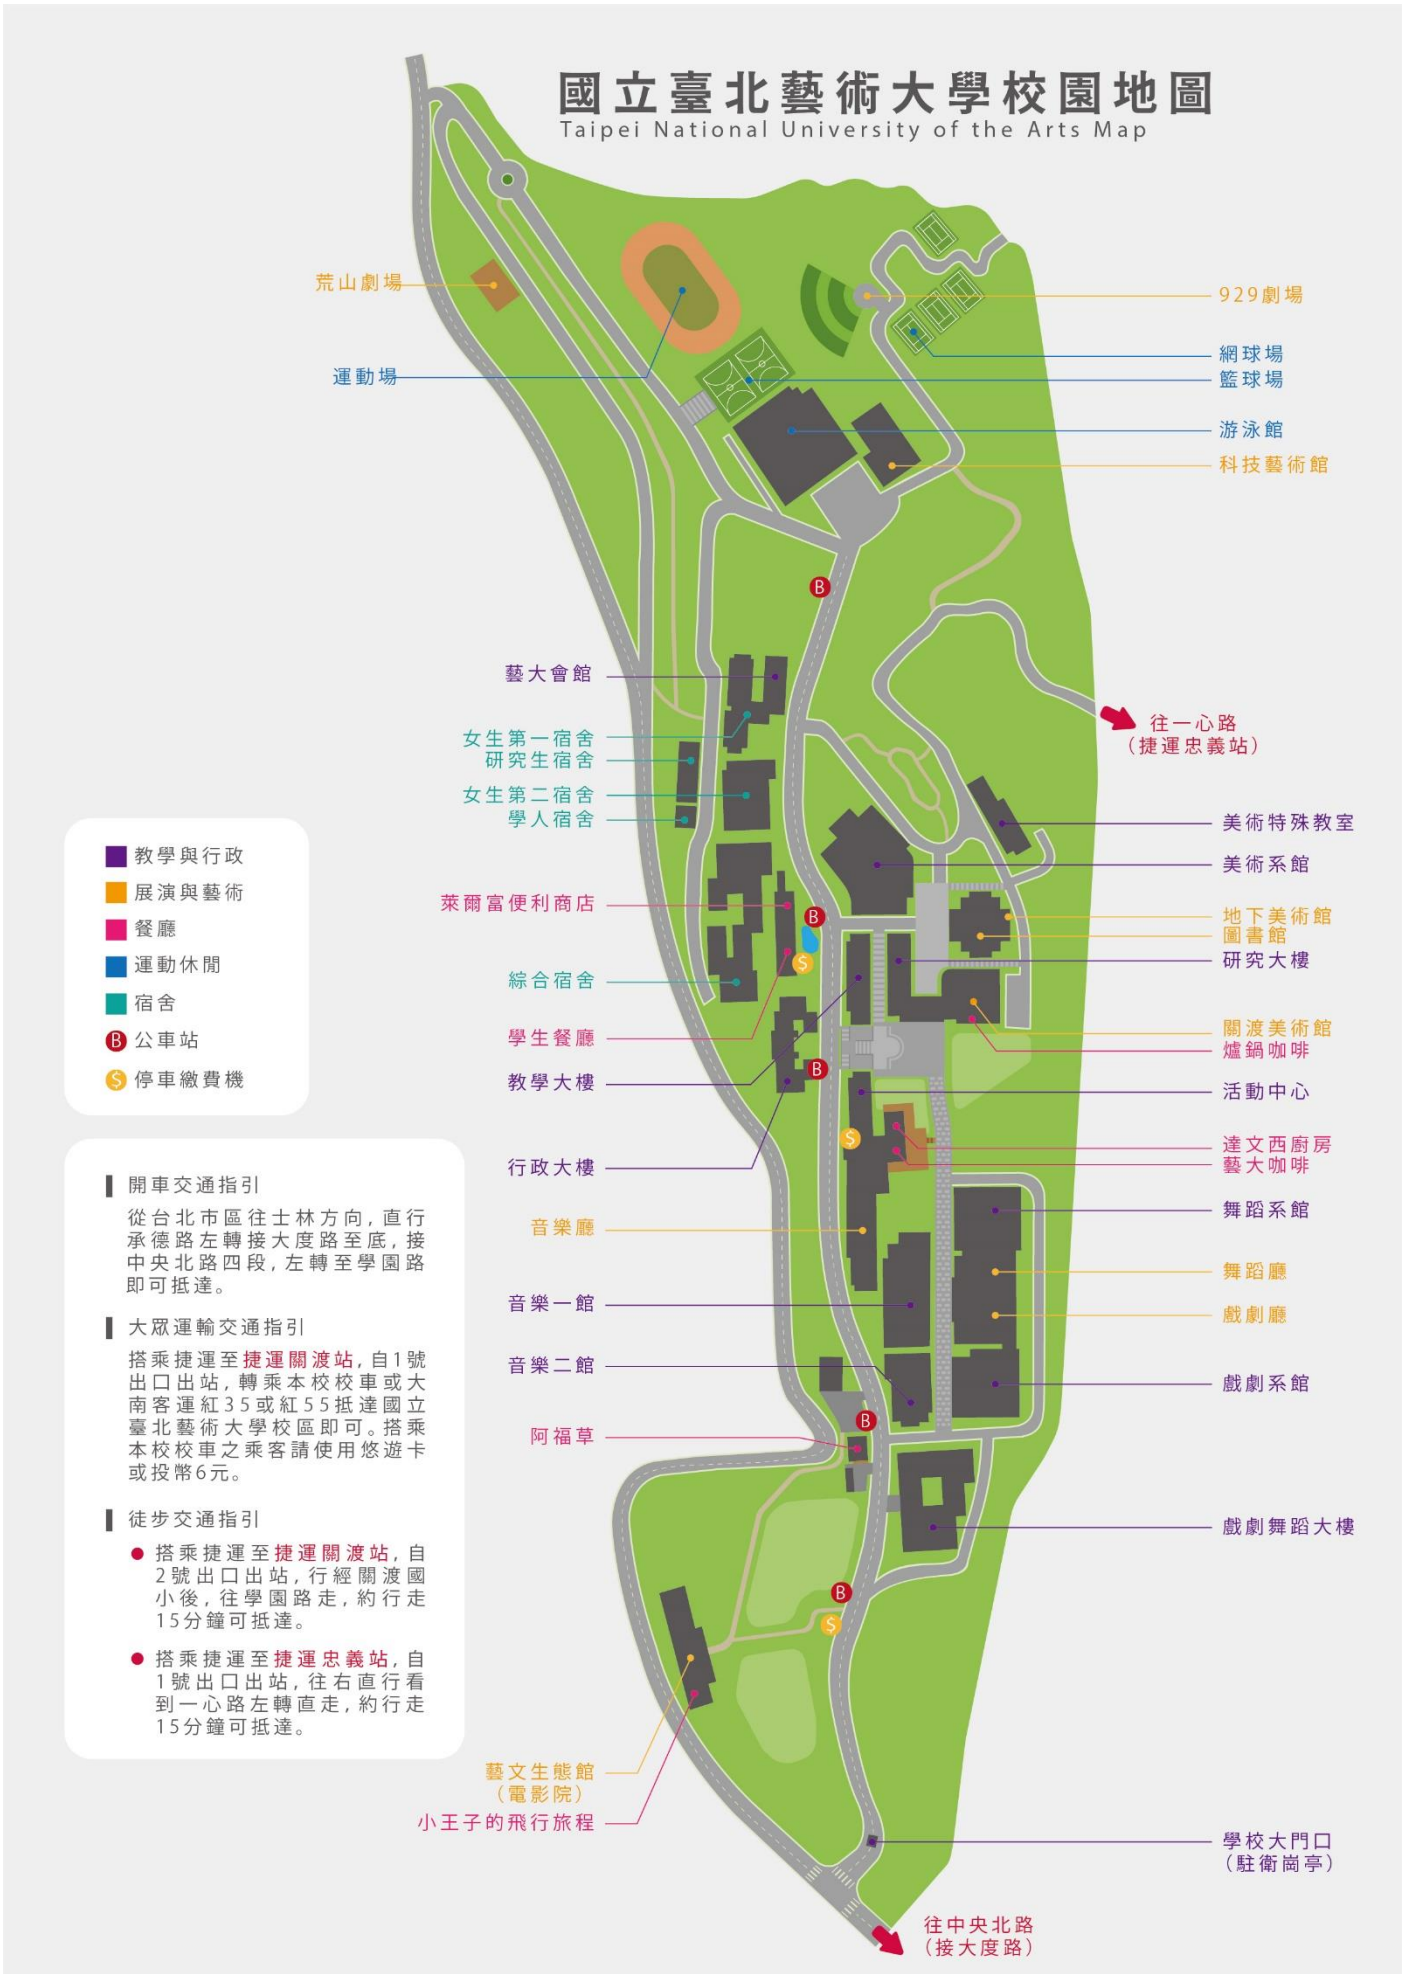 國立臺北藝術大學校園地圖
Taipei National University of the Arts Map
荒山劇場
運動場
929劇場
網球場
籃球場
游泳館
科技藝術館
B
藝大會館
女生第一宿舍
研究生宿舍
女生第二宿舍
學人宿舍
往一心路
(捷運忠義站)
美術特殊教室
美術系館
萊爾富便利商店
B
$
地下美術館
圖書館
研究大樓
綜合宿舍
學生餐廳
教學大樓
行政大樓
B
關渡美術館
爐鍋咖啡
活動中心
$
達文西廚房
藝大咖啡
音樂廳
音樂一館
音樂二館
阿福草
舞蹈系館
舞蹈廳
戲劇廳
戲劇系館
B
戲劇舞蹈大樓
B
$
藝文生態館
(電影院)
小王子的飛行旅程
學校大門口
(駐衛崗亭)
往中央北路
(接大度路)
教學與行政
展演與藝術
餐廳
運動休閒
宿舍
B 公車站
$ 停車繳費機
開車交通指引
從台北市區往士林方向,直行
承德路左轉接大度路至底,接
中央北路四段,左轉至學園路
即可抵達。
大眾運輸交通指引
搭乘捷運至捷運關渡站,自1號
出口出站,轉乘本校校車或大
南客運紅35或紅55抵達國立
臺北藝術大學校區即可。搭乘
本校校車之乘客請使用悠遊卡
或投幣6元。
徒步交通指引
搭乘捷運至捷運關渡站,自
2號出口出站,行經關渡國
小後,往學園路走,約行走
15分鐘可抵達。
搭乘捷運至捷運忠義站,自
1號出口出站,往右直行看
到一心路左轉直走,約行走
15分鐘可抵達。